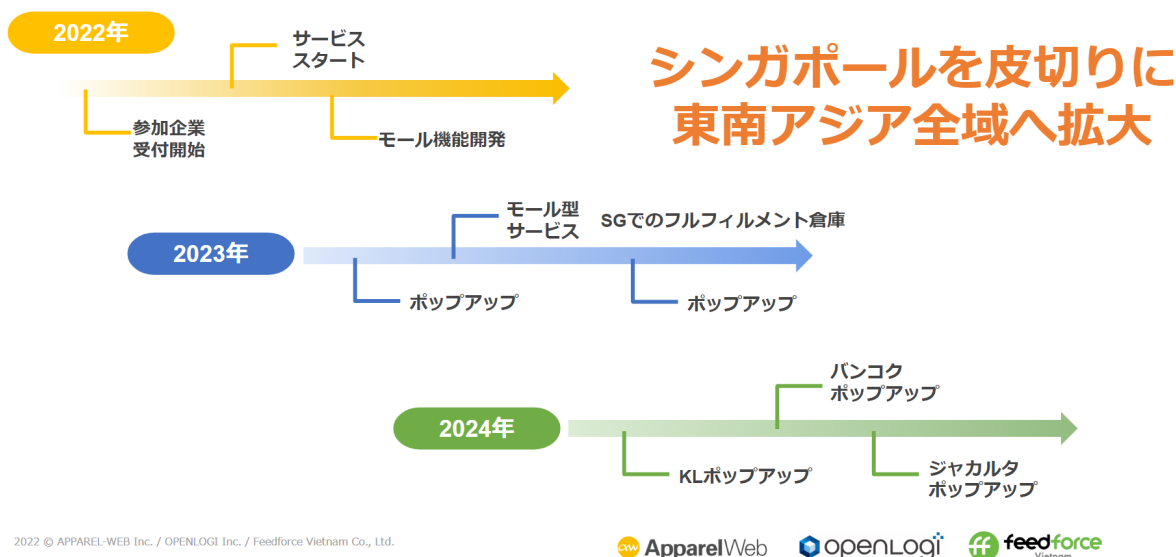 2022年
サービス
スタート
シンガポールを皮切りに
東南アジア全域へ拡大
参加企業
受付開始
モール機能開発
2023年
モール型
サービス
SGでのフルフィルメント倉庫
ポップアップ
ポップアップ
2024年
バンコク
ポップアップ
KLポップアップ
ジャカルタ
ポップアップ
2022 © APPAREL-WEB Inc. / OPENLOGI Inc. / Feedforce Vietnam Co., Ltd.
aw ApparelWeb
OPENLOGI
ff feedforce
Vietnam